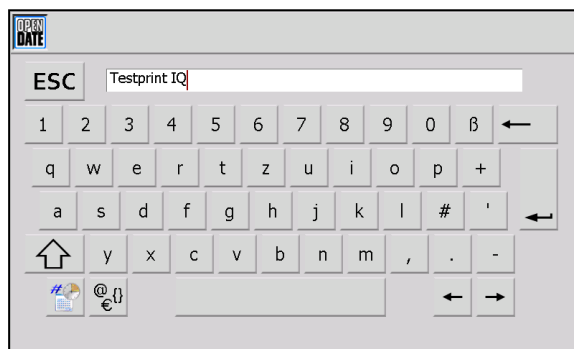 OPEN
DATE
ESC Testprint IQ
1 2 3 4 5 6 7 8 9 0 ß
q w e r t z u i o p +
a s d f g h j k l # '
y x c v b n m , . -
# @ € {}